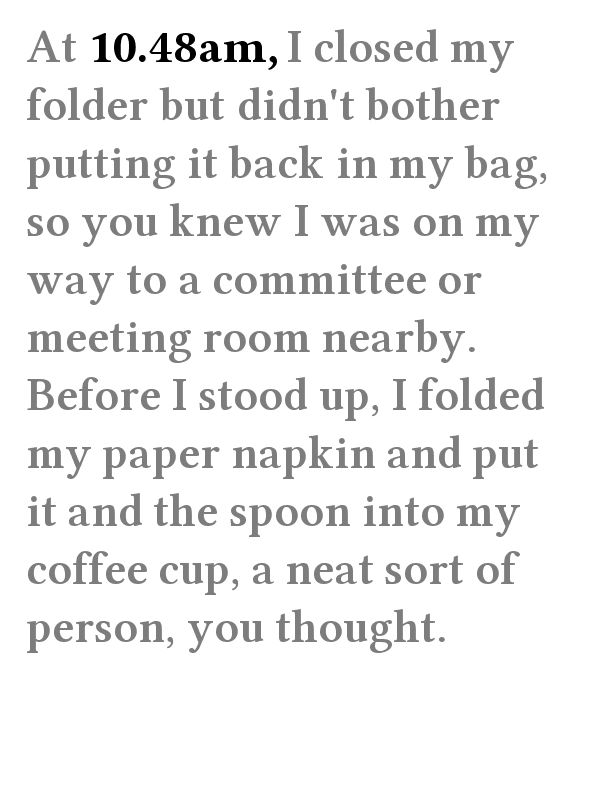 At 10.48am, I closed my
folder but didn't bother
putting it back in my bag,
so you knew I was on my
way to a committee or
meeting room nearby.
Before I stood up, I folded
my paper napkin and put
it and the spoon into my
coffee cup, a neat sort of
person, you thought.